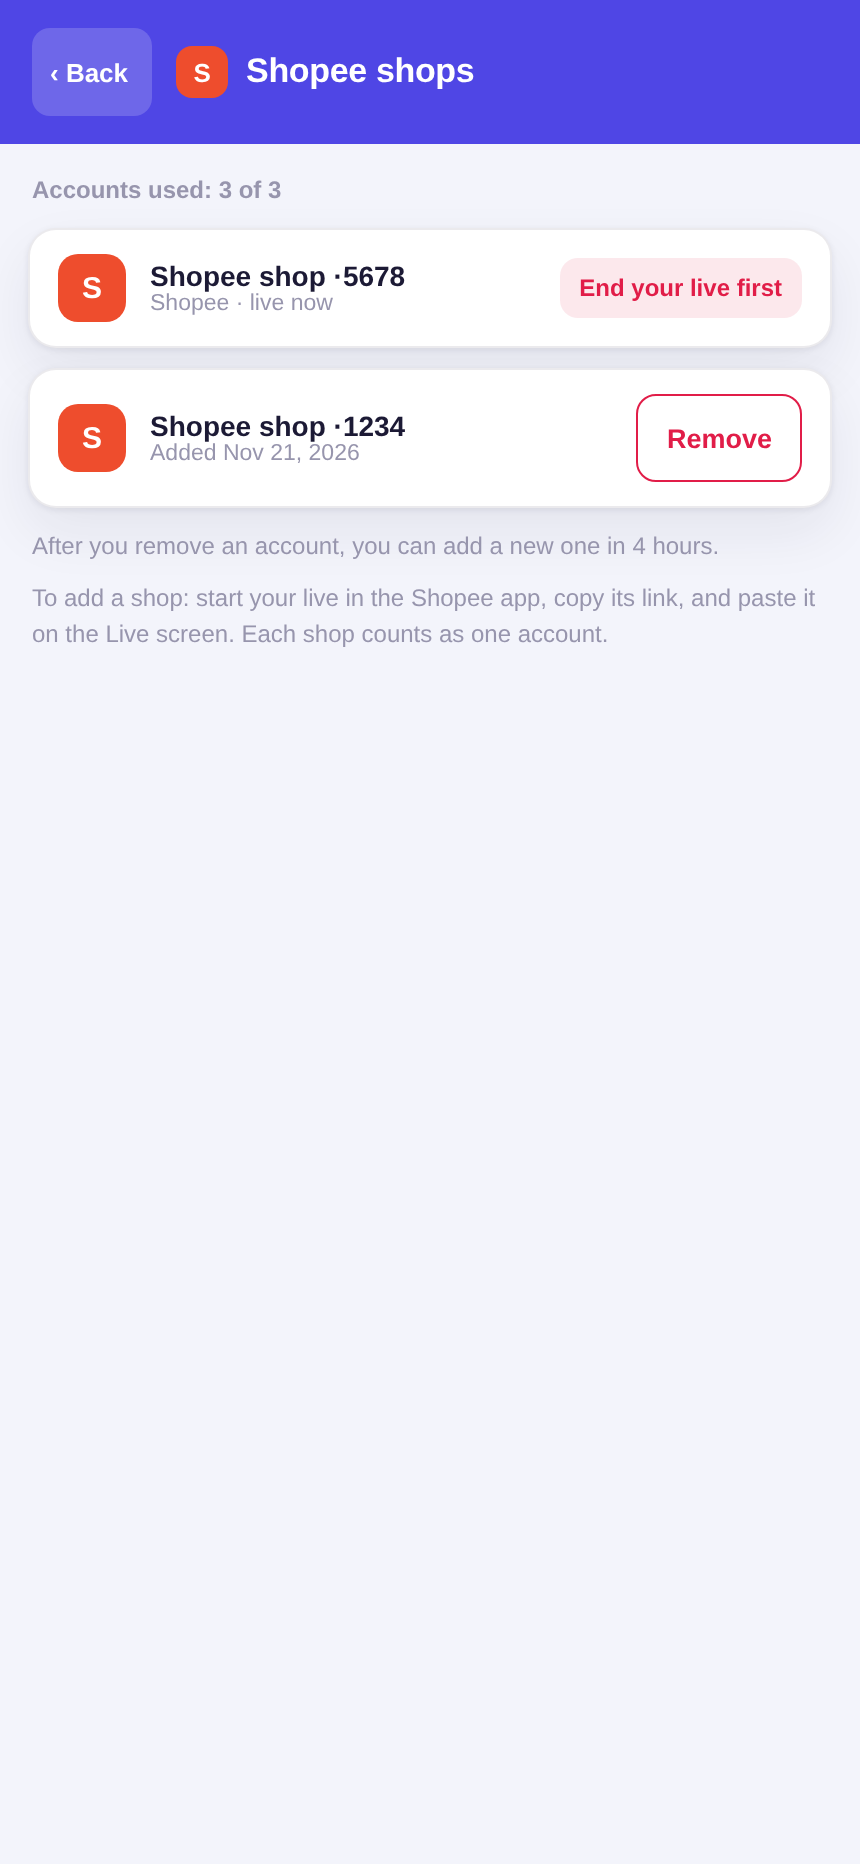 ‹ Back
S
Shopee shops
Accounts used: 3 of 3
S
Shopee shop ·5678
Shopee · live now
End your live first
S
Shopee shop ·1234
Added Nov 21, 2026
Remove
After you remove an account, you can add a new one in 4 hours.
To add a shop: start your live in the Shopee app, copy its link, and paste it
on the Live screen. Each shop counts as one account.